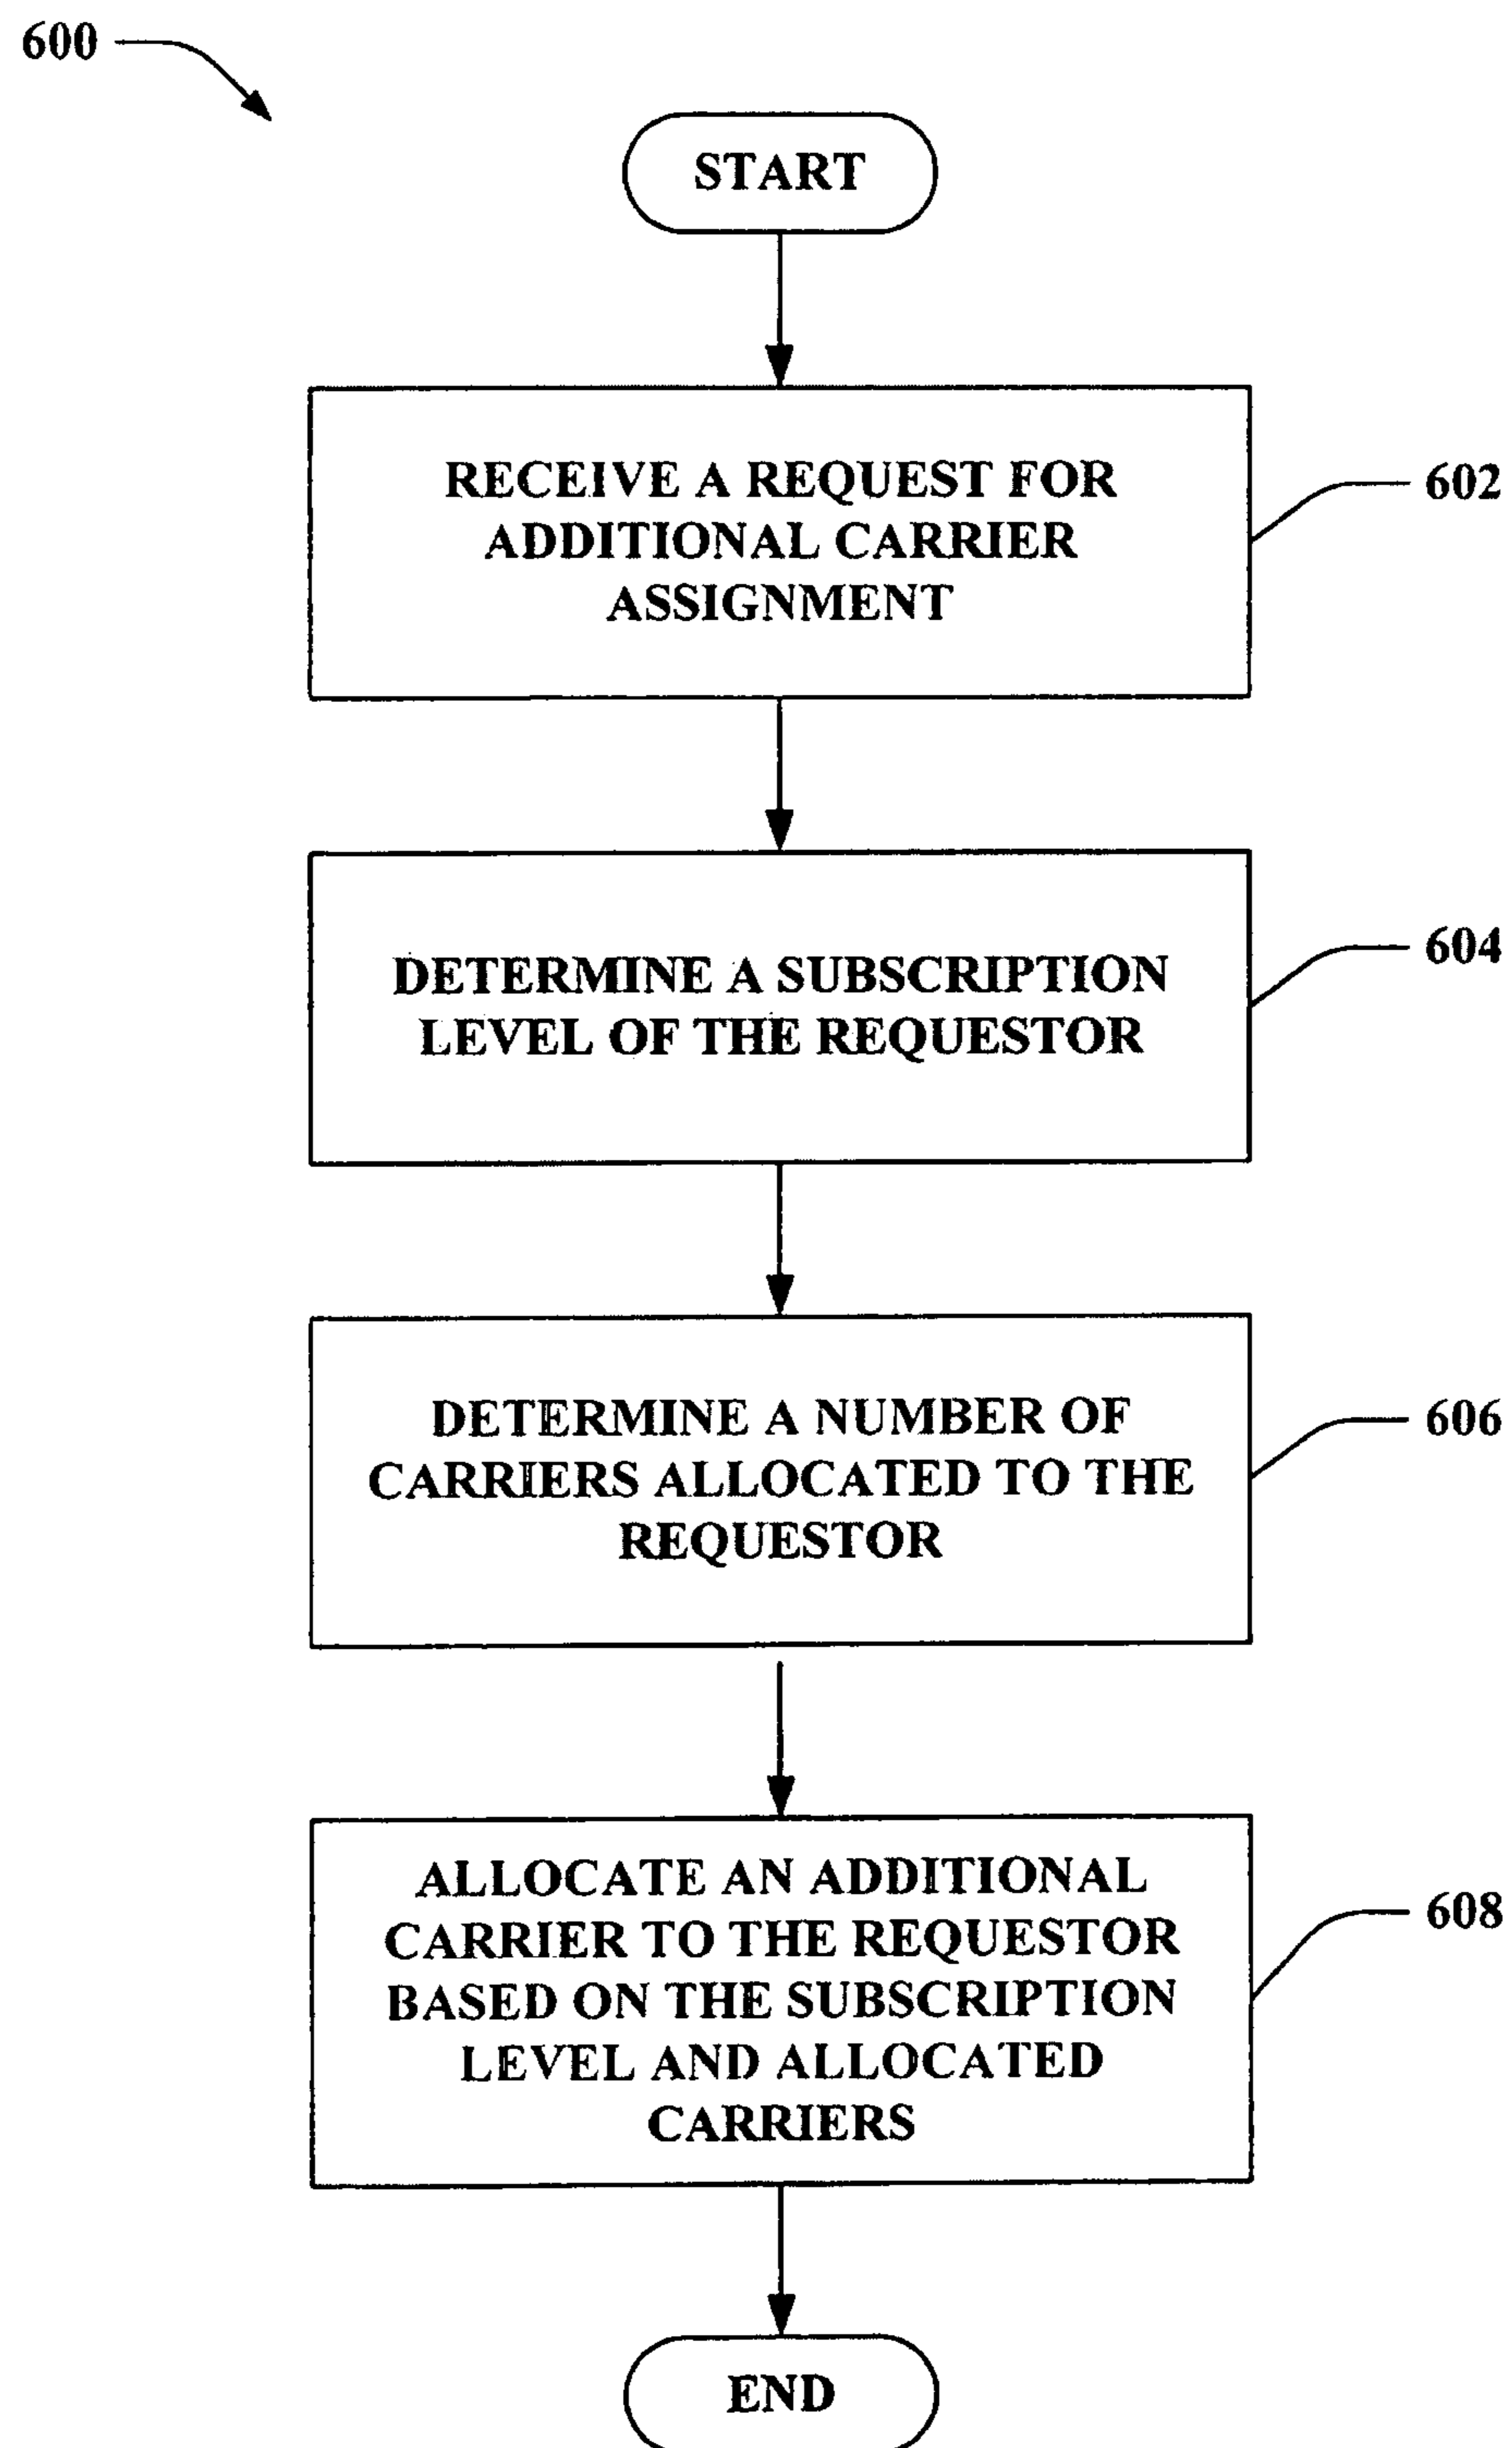 600
START
RECEIVE A REQUEST FOR
ADDITIONAL CARRIER
ASSIGNMENT
602
DETERMINE A SUBSCRIPTION
LEVEL OF THE REQUESTOR
604
DETERMINE A NUMBER OF
CARRIERS ALLOCATED TO THE
REQUESTOR
606
ALLOCATE AN ADDITIONAL
CARRIER TO THE REQUESTOR
BASED ON THE SUBSCRIPTION
LEVEL AND ALLOCATED
CARRIERS
608
END